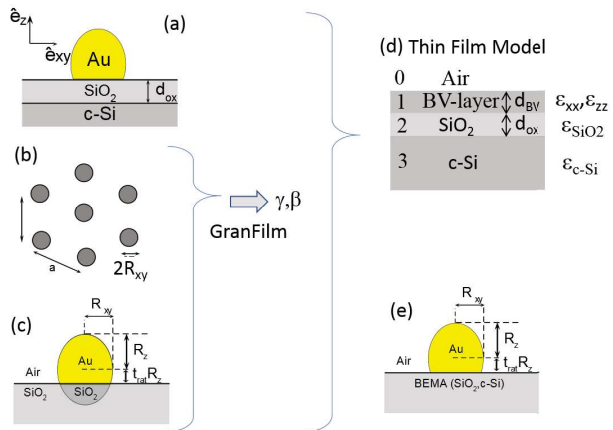 (a)
ê_z
ê_xy
Au
SiO₂
d_ox
c-Si
(b)
a
2R_xy
γ,β
GranFilm
(c)
R_xy
Au
R_z
t_rat R_z
Air
SiO₂
SiO₂
(d) Thin Film Model
0 Air
1 BV-layer d_BV ε_xx,ε_zz
2 SiO₂ d_ox ε_SiO2
3 c-Si ε_c-Si
(e)
R_xy
Au
R_z
t_rat R_z
Air
BEMA (SiO₂,c-Si)